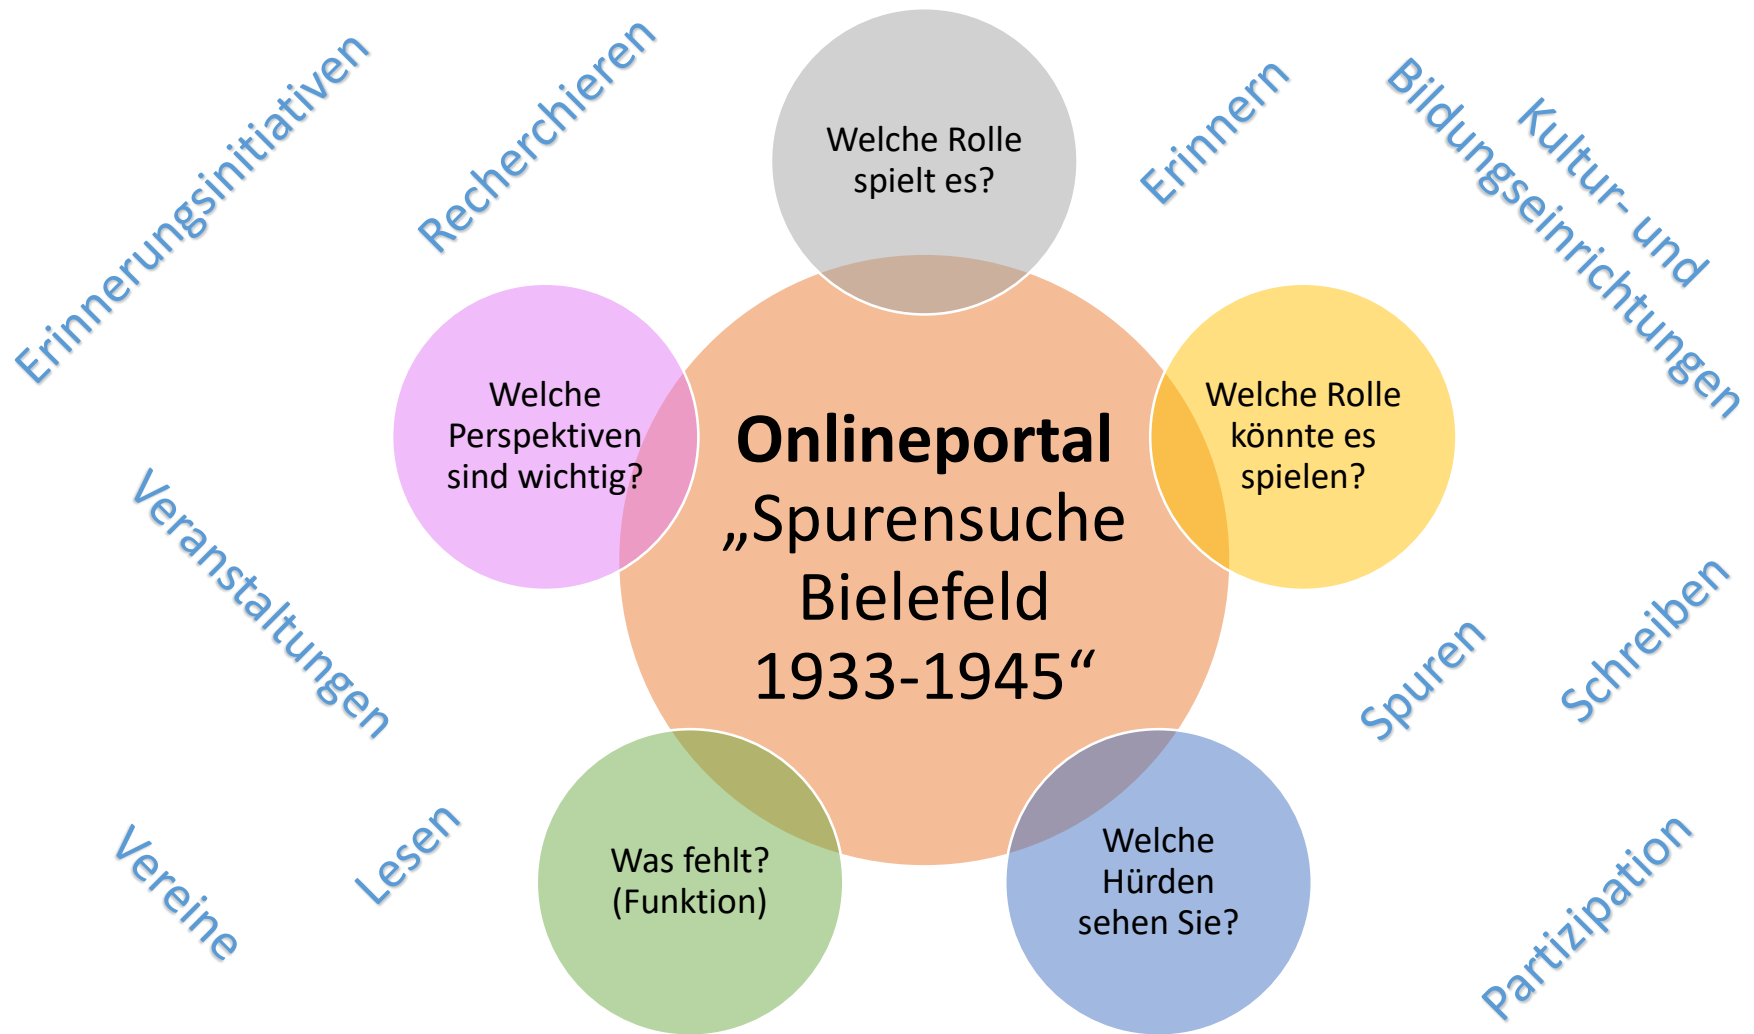 Erinnerungsinitiativen
Recherchieren
Welche Rolle
spielt es?
Erinnern
Kultur- und
Bildungseinrichtungen
Welche
Perspektiven
sind wichtig?
Onlineportal
„Spurensuche
Bielefeld
1933-1945“
Welche Rolle
könnte es
spielen?
Veranstaltungen
Spuren
Schreiben
Vereine
Lesen
Was fehlt?
(Funktion)
Welche
Hürden
sehen Sie?
Partizipation